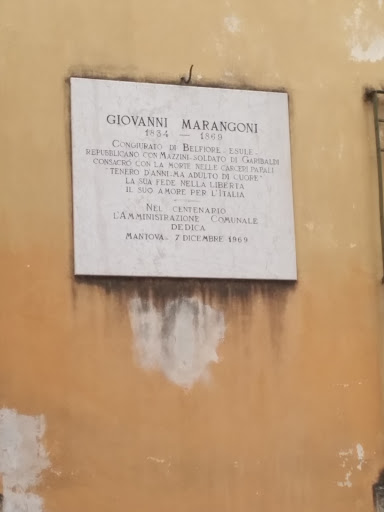 GIOVANNI MARANGONI
1834 — 1869
CONGIURATO DI BELFIORE - ESULE -
REPUBBLICANO CON MAZZINI - SOLDATO DI GARIBALDI
CONSACRÒ CON LA MORTE NELLE CARCERI PAPALI
"TENERO D'ANNI - MA ADULTO DI CUORE"
LA SUA FEDE NELLA LIBERTÀ
IL SUO AMORE PER L'ITALIA
NEL CENTENARIO
L'AMMINISTRAZIONE COMUNALE
DEDICA
MANTOVA - 7 DICEMBRE 1969